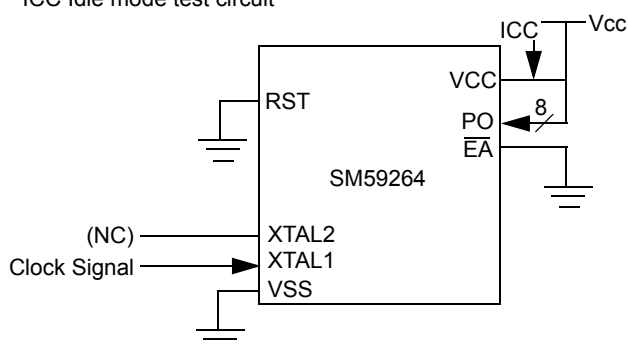 ICC Idle mode test circuit
ICC
Vcc
VCC
RST
8
PO
EA
SM59264
(NC)
XTAL2
Clock Signal
XTAL1
VSS